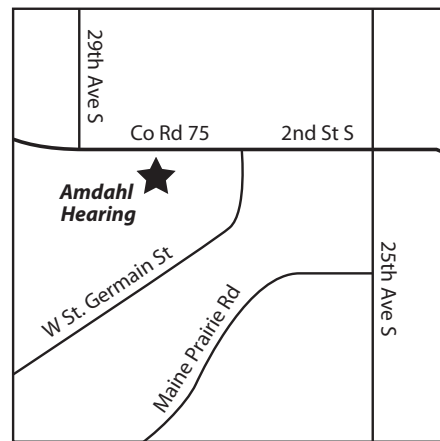 29th Ave S
Co Rd 75
2nd St S
Amdahl
Hearing
W St. Germain St
25th Ave S
Maine Prairie Rd